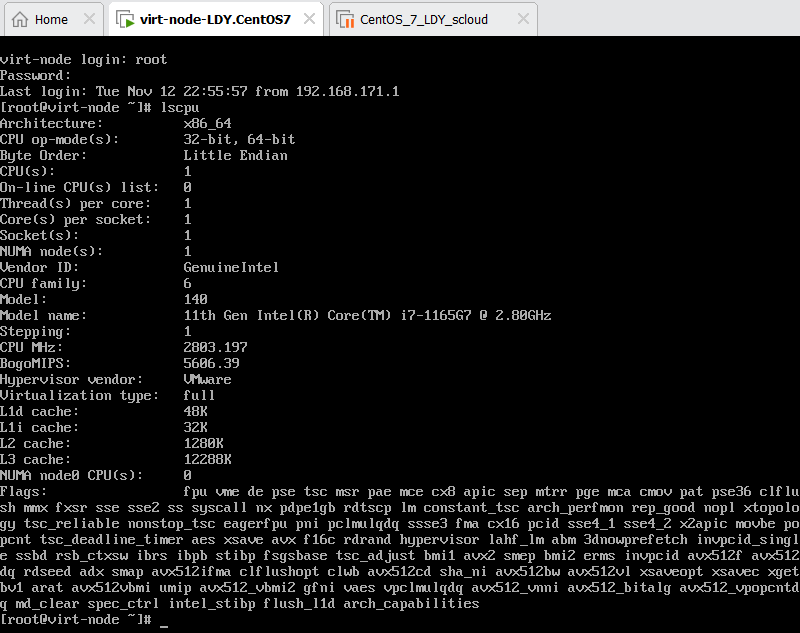 Home
virt-node-LDY.CentOS7
CentOS_7_LDY_scloud
virt-node login: root
Password:
Last login: Tue Nov 12 22:55:57 from 192.168.171.1
[root@virt-node ~]# lscpu
Architecture:          x86_64
CPU op-mode(s):        32-bit, 64-bit
Byte Order:            Little Endian
CPU(s):                1
On-line CPU(s) list:   0
Thread(s) per core:    1
Core(s) per socket:    1
Socket(s):             1
NUMA node(s):          1
Vendor ID:             GenuineIntel
CPU family:            6
Model:                 140
Model name:            11th Gen Intel(R) Core(TM) i7-1165G7 @ 2.80GHz
Stepping:              1
CPU MHz:               2803.197
BogoMIPS:              5606.39
Hypervisor vendor:     VMware
Virtualization type:   full
L1d cache:             48K
L1i cache:             32K
L2 cache:              1280K
L3 cache:              12288K
NUMA node0 CPU(s):     0
Flags:                 fpu vme de pse tsc msr pae mce cx8 apic sep mtrr pge mca cmov pat pse36 clflu
sh mmx fxsr sse sse2 ss syscall nx pdpe1gb rdtscp lm constant_tsc arch_perfmon rep_good nopl xtopolo
gy tsc_reliable nonstop_tsc eagerfpu pni pclmulqdq ssse3 fma cx16 pcid sse4_1 sse4_2 x2apic movbe po
pcnt tsc_deadline_timer aes xsave avx f16c rdrand hypervisor lahf_lm abm 3dnowprefetch invpcid_singl
e ssbd rsb_ctxsw ibrs ibpb stibp fsgsbase tsc_adjust bmi1 avx2 smep bmi2 erms invpcid avx512f avx512
dq rdseed adx smap avx512ifma clflushopt clwb avx512cd sha_ni avx512bw avx512vl xsaveopt xsavec xget
bv1 arat avx512vbmi umip avx512_vbmi2 gfni vaes vpclmulqdq avx512_vnni avx512_bitalg avx512_vpopcntd
q md_clear spec_ctrl intel_stibp flush_l1d arch_capabilities
[root@virt-node ~]# _